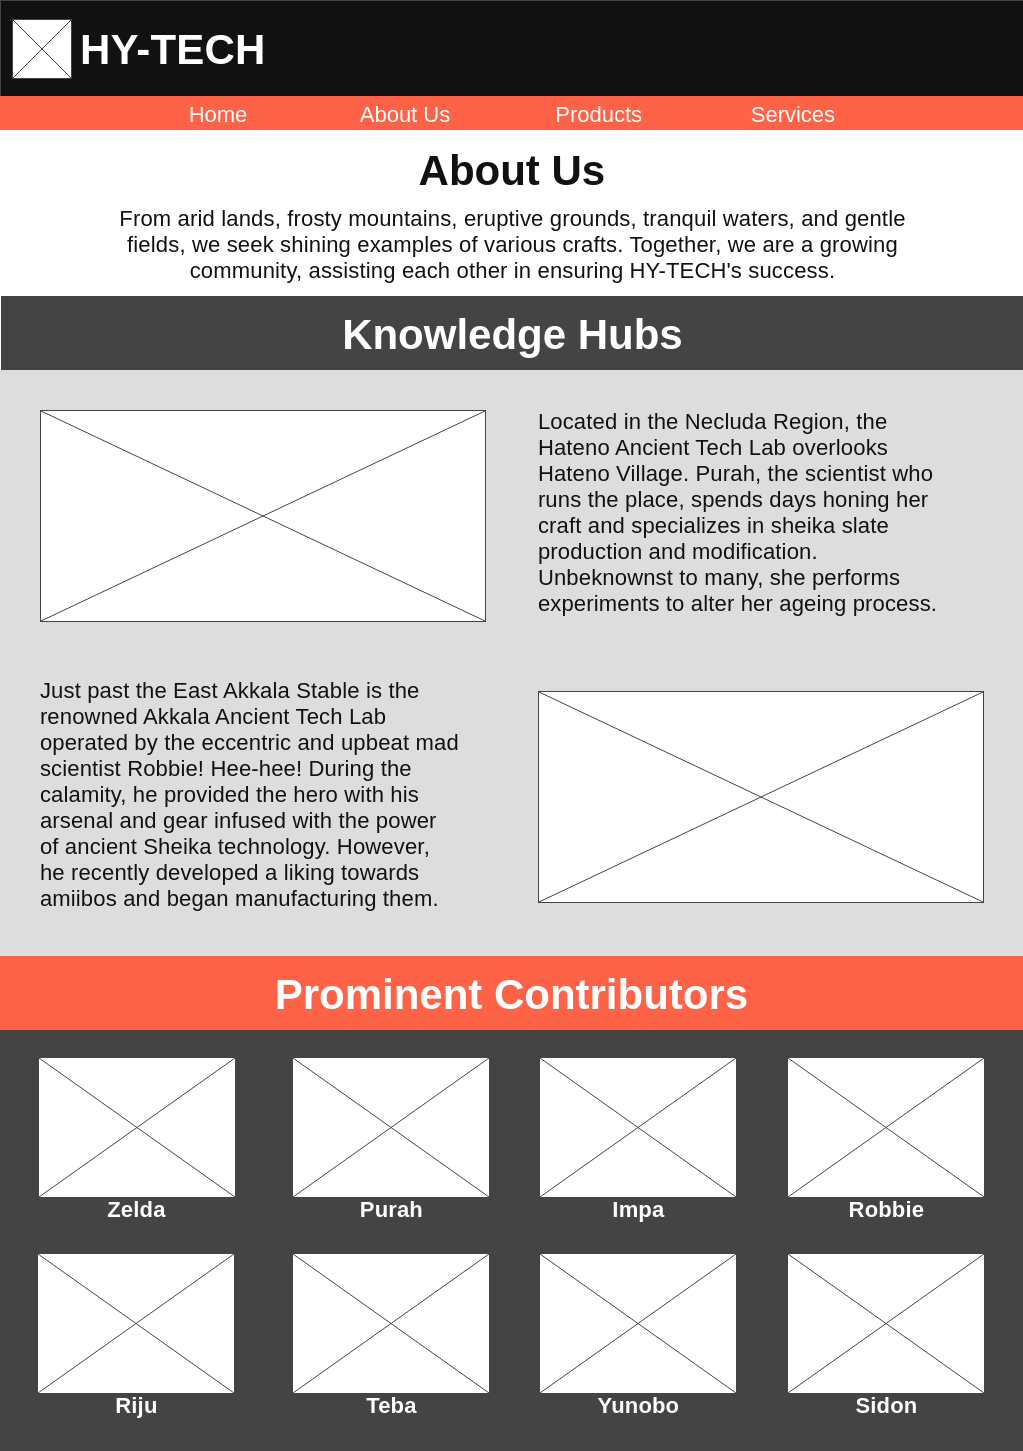 HY-TECH
Home About Us Products Services
About Us
From arid lands, frosty mountains, eruptive grounds, tranquil waters, and gentle
fields, we seek shining examples of various crafts. Together, we are a growing
community, assisting each other in ensuring HY-TECH's success.
Knowledge Hubs
Located in the Necluda Region, the
Hateno Ancient Tech Lab overlooks
Hateno Village. Purah, the scientist who
runs the place, spends days honing her
craft and specializes in sheika slate
production and modification.
Unbeknownst to many, she performs
experiments to alter her ageing process.
Just past the East Akkala Stable is the
renowned Akkala Ancient Tech Lab
operated by the eccentric and upbeat mad
scientist Robbie! Hee-hee! During the
calamity, he provided the hero with his
arsenal and gear infused with the power
of ancient Sheika technology. However,
he recently developed a liking towards
amiibos and began manufacturing them.
Prominent Contributors
Zelda Purah Impa Robbie
Riju Teba Yunobo Sidon